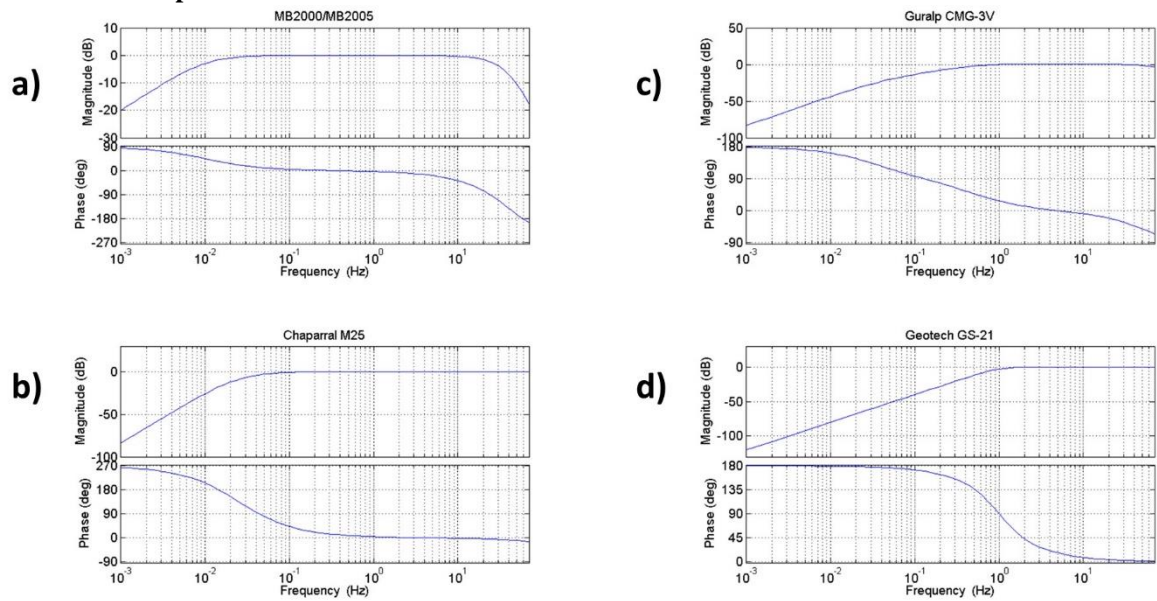 a)
MB2000/MB2005
Magnitude (dB)
10
0
-10
-20
-30
Phase (deg)
90
0
-90
-180
-270
10-3 10-2 10-1 100 101
Frequency (Hz)
c)
Guralp CMG-3V
Magnitude (dB)
50
0
-50
-100
Phase (deg)
180
90
0
-90
10-3 10-2 10-1 100 101
Frequency (Hz)
b)
Chaparral M25
Magnitude (dB)
0
-50
-100
Phase (deg)
270
180
90
0
-90
10-3 10-2 10-1 100 101
Frequency (Hz)
d)
Geotech GS-21
Magnitude (dB)
0
-50
-100
Phase (deg)
180
135
90
45
0
10-3 10-2 10-1 100 101
Frequency (Hz)